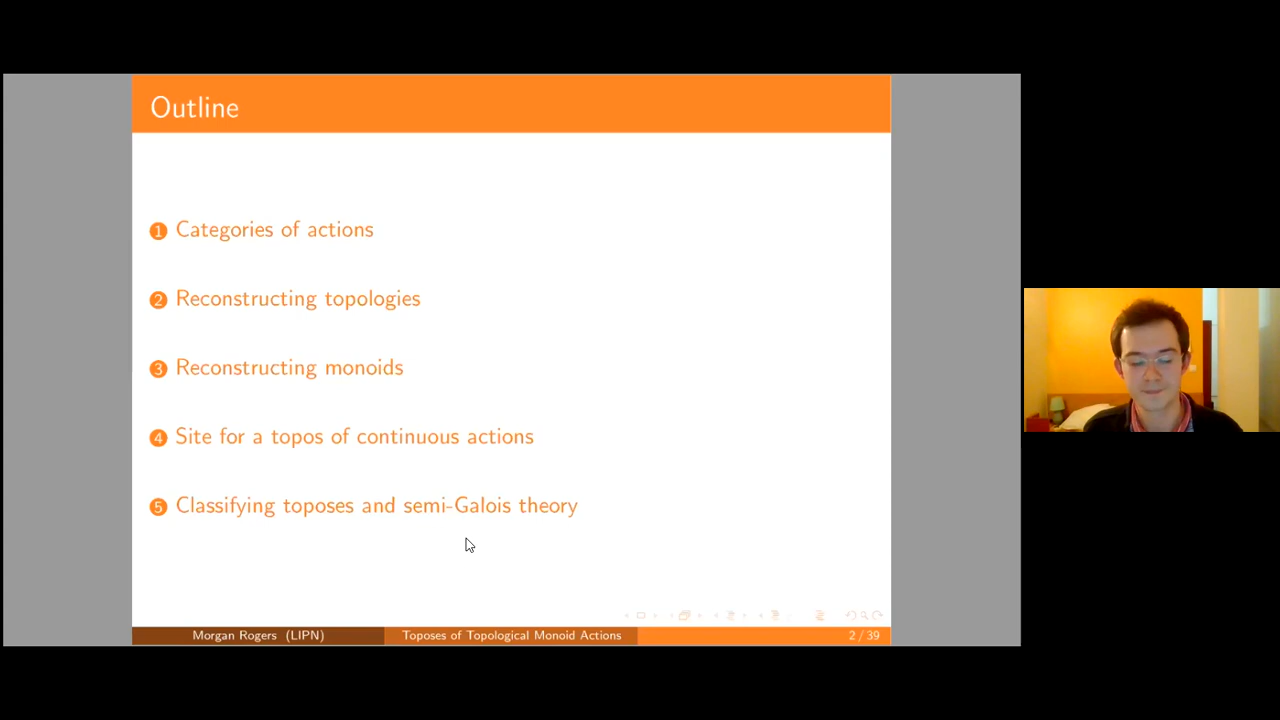 Outline
1 Categories of actions
2 Reconstructing topologies
3 Reconstructing monoids
4 Site for a topos of continuous actions
5 Classifying toposes and semi-Galois theory
Morgan Rogers (LIPN) Toposes of Topological Monoid Actions 2 / 39